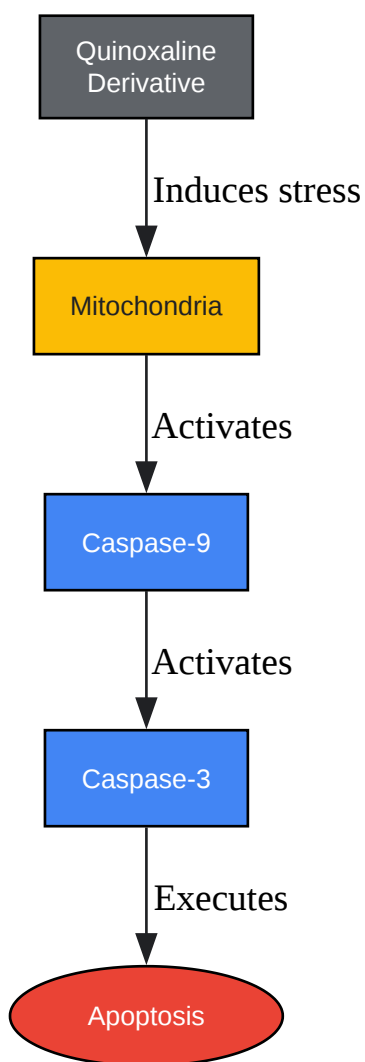 Quinoxaline
Derivative
Induces stress
Mitochondria
Activates
Caspase-9
Activates
Caspase-3
Executes
Apoptosis